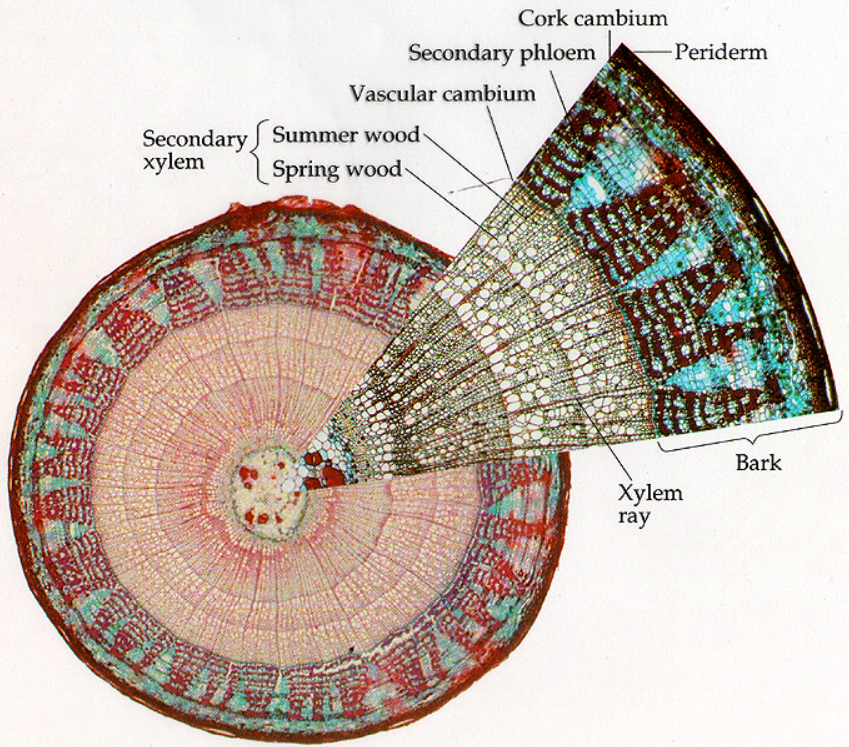 Cork cambium
Secondary phloem
Periderm
Vascular cambium
Secondary
xylem
Summer wood
Spring wood
Bark
Xylem
ray